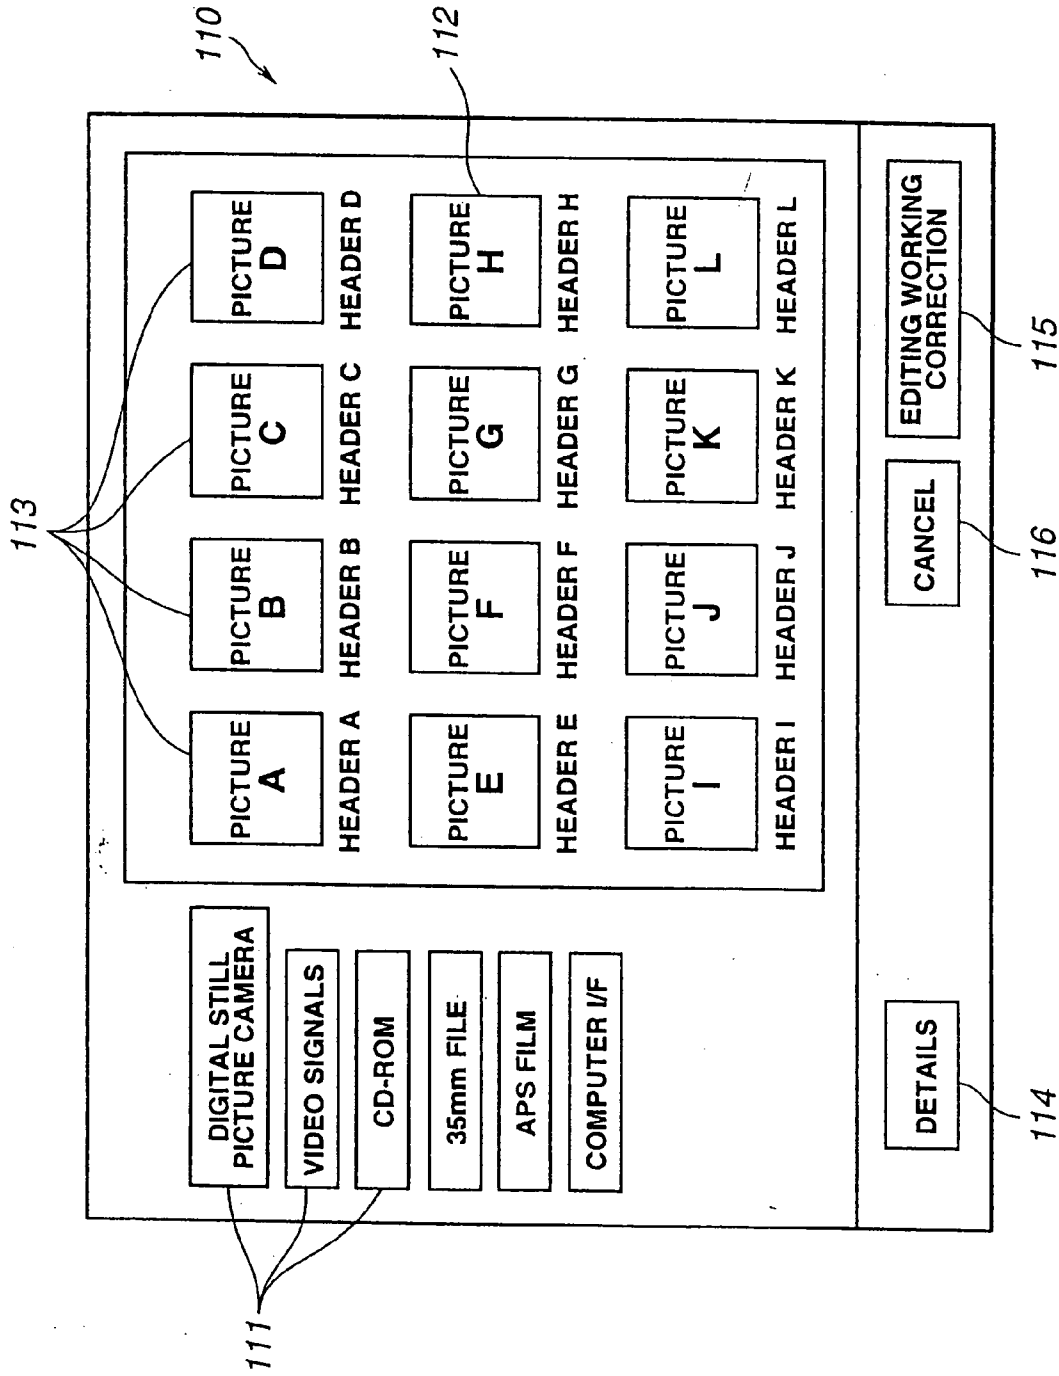 110
113
112
111
DIGITAL STILL
PICTURE CAMERA
VIDEO SIGNALS
CD-ROM
35mm FILE
APS FILM
COMPUTER I/F
PICTURE
A
PICTURE
B
PICTURE
C
PICTURE
D
HEADER A
HEADER B
HEADER C
HEADER D
PICTURE
E
PICTURE
F
PICTURE
G
PICTURE
H
HEADER E
HEADER F
HEADER G
HEADER H
PICTURE
I
PICTURE
J
PICTURE
K
PICTURE
L
HEADER I
HEADER J
HEADER K
HEADER L
DETAILS
CANCEL
EDITING WORKING
CORRECTION
114
116
115